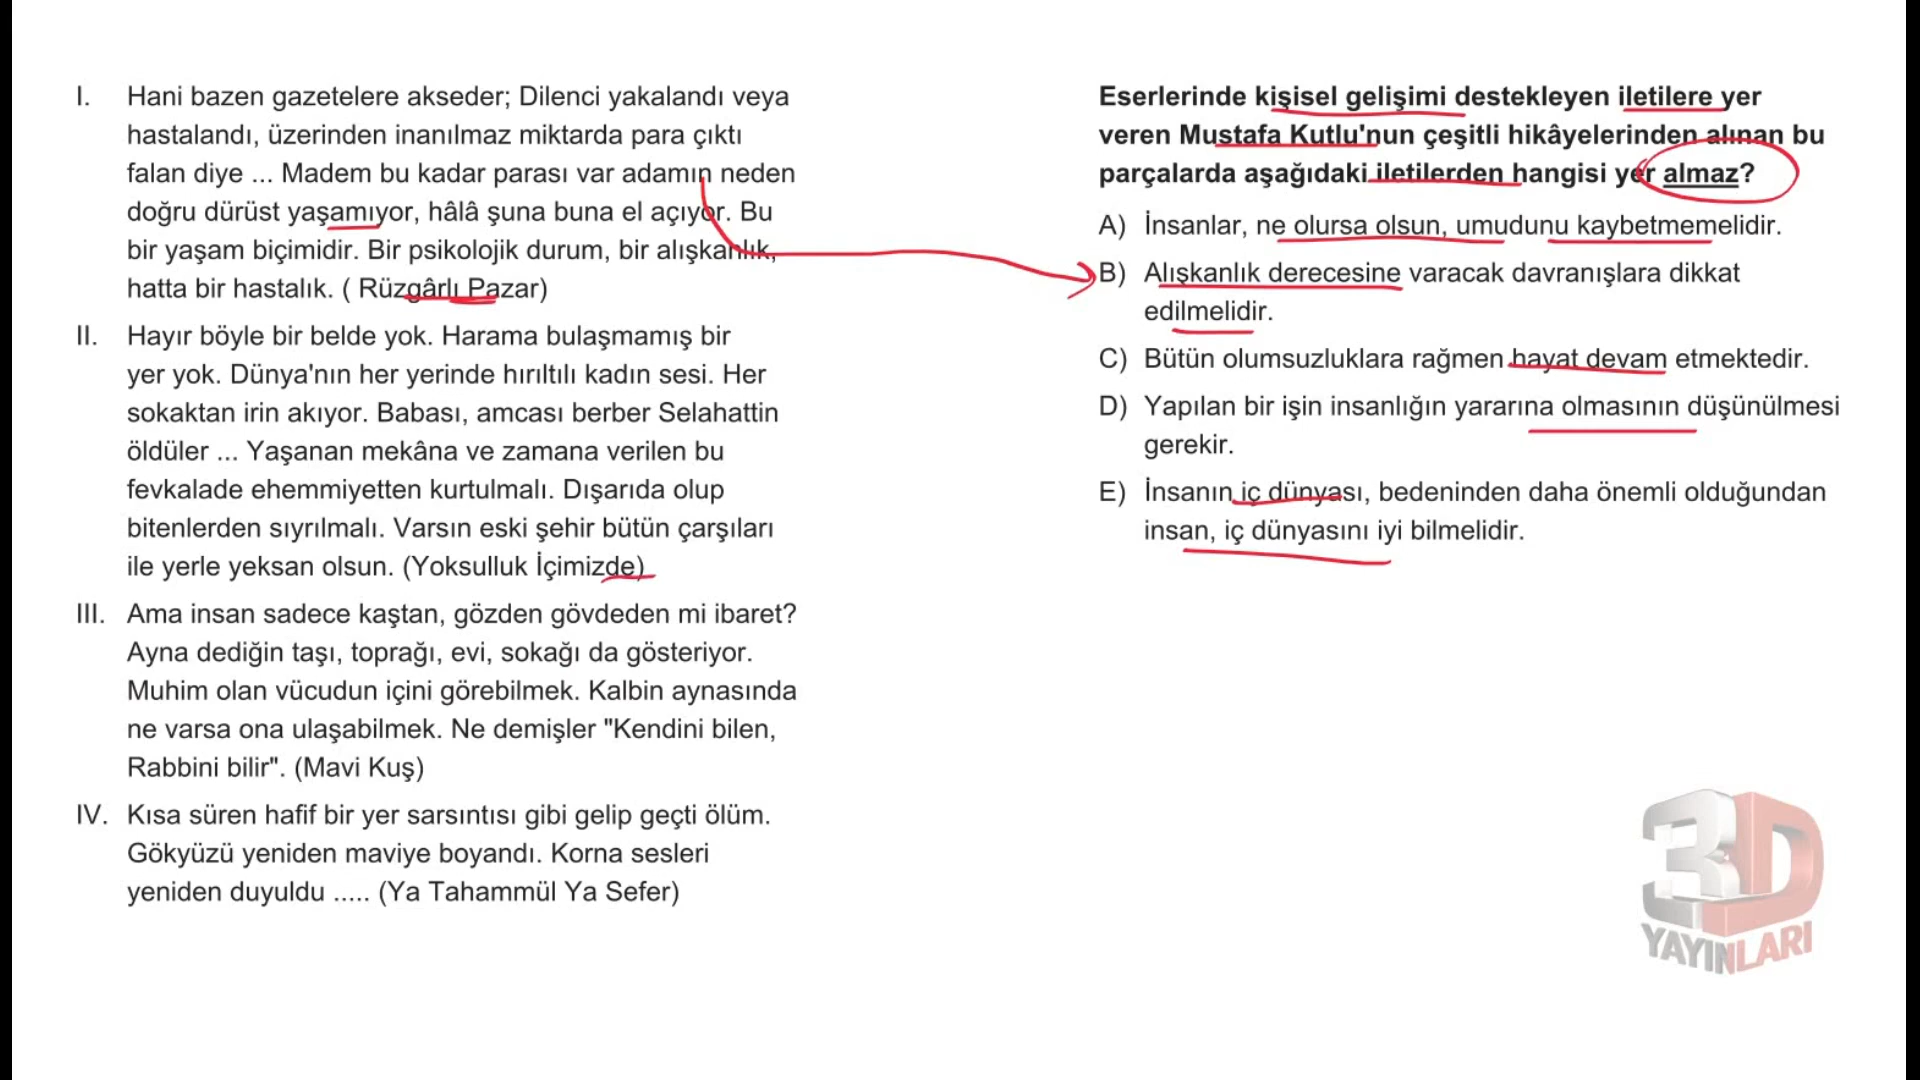 I. Hani bazen gazetelere akseder; Dilenci yakalandı veya
hastalandı, üzerinden inanılmaz miktarda para çıktı
falan diye ... Madem bu kadar parası var adamın neden
doğru dürüst yaşamıyor, hâlâ şuna buna el açıyor. Bu
bir yaşam biçimidir. Bir psikolojik durum, bir alışkanlık,
hatta bir hastalık. ( Rüzgârlı Pazar)
II. Hayır böyle bir belde yok. Harama bulaşmamış bir
yer yok. Dünya'nın her yerinde hırıltılı kadın sesi. Her
sokaktan irin akıyor. Babası, amcası berber Selahattin
öldüler ... Yaşanan mekâna ve zamana verilen bu
fevkalade ehemmiyetten kurtulmalı. Dışarıda olup
bitenlerden sıyrılmalı. Varsın eski şehir bütün çarşıları
ile yerle yeksan olsun. (Yoksulluk İçimizde)
III. Ama insan sadece kaştan, gözden gövdeden mi ibaret?
Ayna dediğin taşı, toprağı, evi, sokağı da gösteriyor.
Muhim olan vücudun içini görebilmek. Kalbin aynasında
ne varsa ona ulaşabilmek. Ne demişler "Kendini bilen,
Rabbini bilir". (Mavi Kuş)
IV. Kısa süren hafif bir yer sarsıntısı gibi gelip geçti ölüm.
Gökyüzü yeniden maviye boyandı. Korna sesleri
yeniden duyuldu ..... (Ya Tahammül Ya Sefer)
Eserlerinde kişisel gelişimi destekleyen iletilere yer
veren Mustafa Kutlu'nun çeşitli hikâyelerinden alınan bu
parçalarda aşağıdaki iletilerden hangisi yer almaz?
A) İnsanlar, ne olursa olsun, umudunu kaybetmemelidir.
B) Alışkanlık derecesine varacak davranışlara dikkat
edilmelidir.
C) Bütün olumsuzluklara rağmen hayat devam etmektedir.
D) Yapılan bir işin insanlığın yararına olmasının düşünülmesi
gerekir.
E) İnsanın iç dünyası, bedeninden daha önemli olduğundan
insan, iç dünyasını iyi bilmelidir.
3D
YAYINLARI